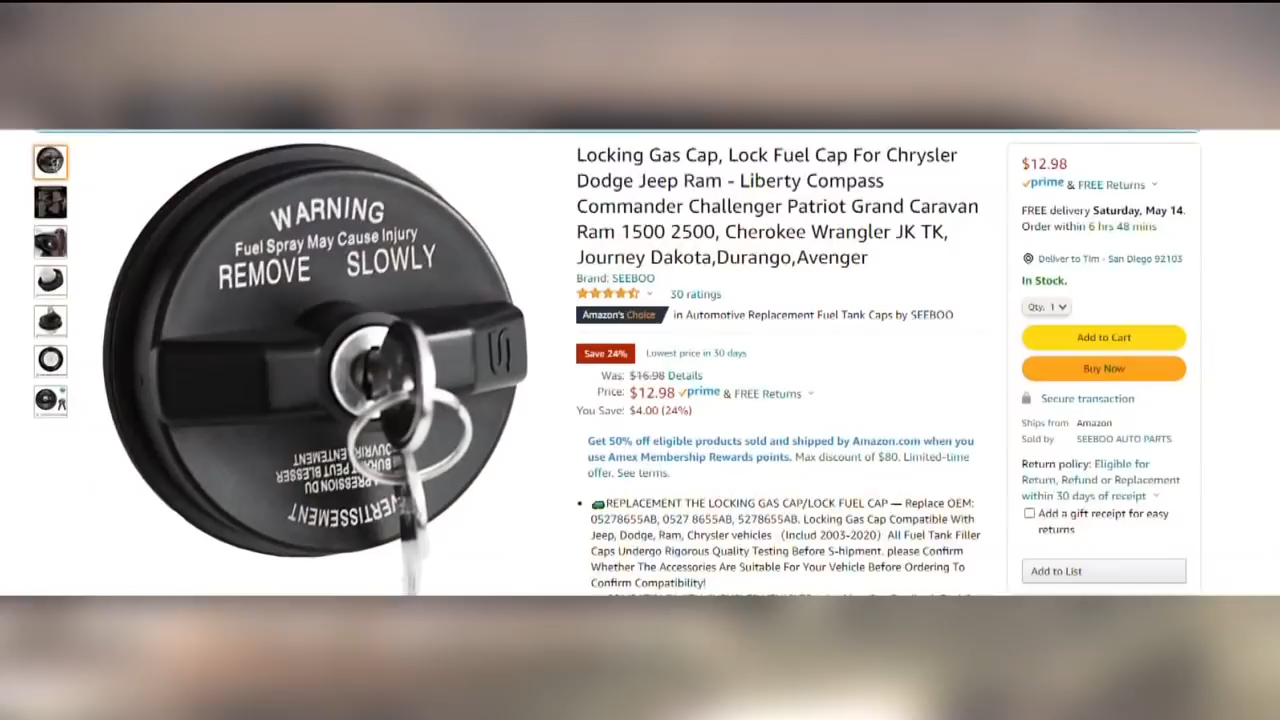 WARNING
Fuel Spray May Cause Injury
REMOVE SLOWLY
OUVRIR LENTEMENT
BURANT PEUT BLESSER
PRESSION DU
VERTISSEMENT
Locking Gas Cap, Lock Fuel Cap For Chrysler
Dodge Jeep Ram - Liberty Compass
Commander Challenger Patriot Grand Caravan
Ram 1500 2500, Cherokee Wrangler JK TK,
Journey Dakota,Durango,Avenger
Brand: SEEBOO
30 ratings
Amazon's Choice in Automotive Replacement Fuel Tank Caps by SEEBOO
Save 24% Lowest price in 30 days
Was: $16.98 Details
Price: $12.98 prime & FREE Returns
You Save: $4.00 (24%)
Get 50% off eligible products sold and shipped by Amazon.com when you
use Amex Membership Rewards points. Max discount of $80. Limited-time
offer. See terms.
• REPLACEMENT THE LOCKING GAS CAP/LOCK FUEL CAP — Replace OEM:
05278655AB, 0527 8655AB, 5278655AB. Locking Gas Cap Compatible With
Jeep, Dodge, Ram, Chrysler vehicles （Includ 2003-2020）All Fuel Tank Filler
Caps Undergo Rigorous Quality Testing Before S-hipment. please Confirm
Whether The Accessories Are Suitable For Your Vehicle Before Ordering To
Confirm Compatibility!
$12.98
prime & FREE Returns
FREE delivery Saturday, May 14.
Order within 6 hrs 48 mins
Deliver to Tim - San Diego 92103
In Stock.
Qty: 1
Add to Cart
Buy Now
Secure transaction
Ships from Amazon
Sold by SEEBOO AUTO PARTS
Return policy: Eligible for
Return, Refund or Replacement
within 30 days of receipt
Add a gift receipt for easy
returns
Add to List